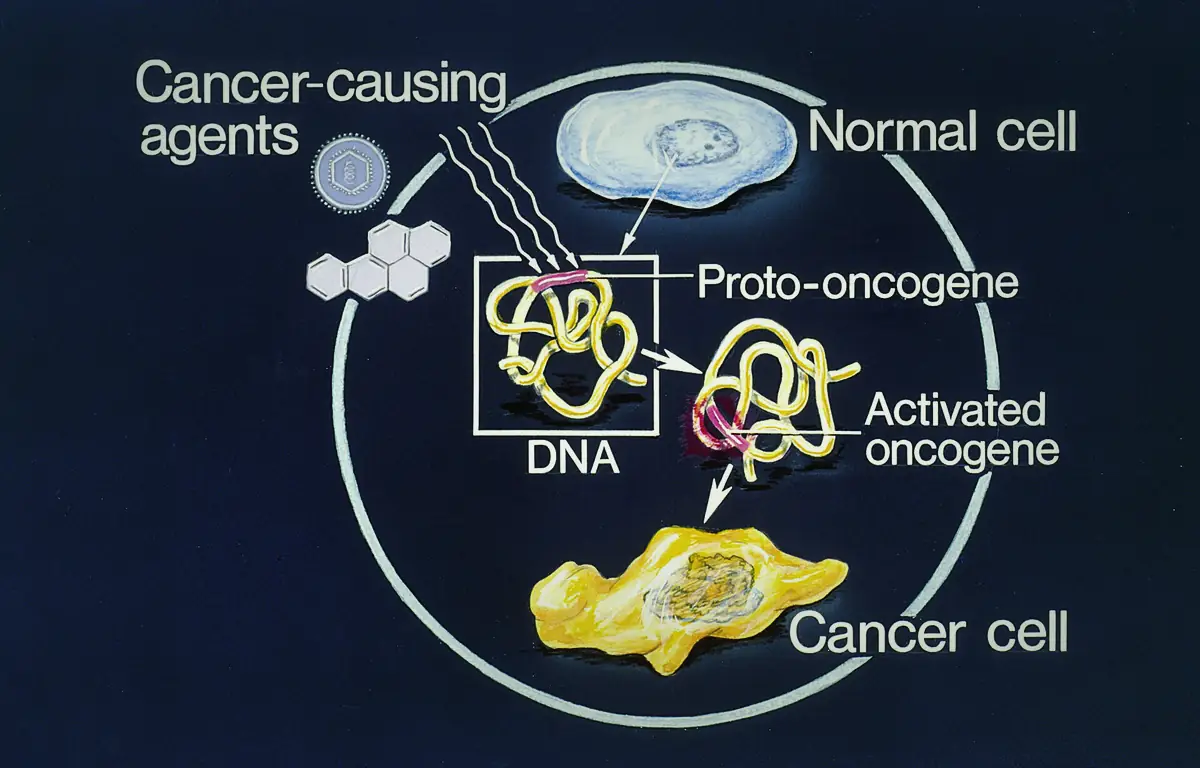 Cancer-causing
agents
Normal cell
Proto-oncogene
DNA
Activated
oncogene
Cancer cell